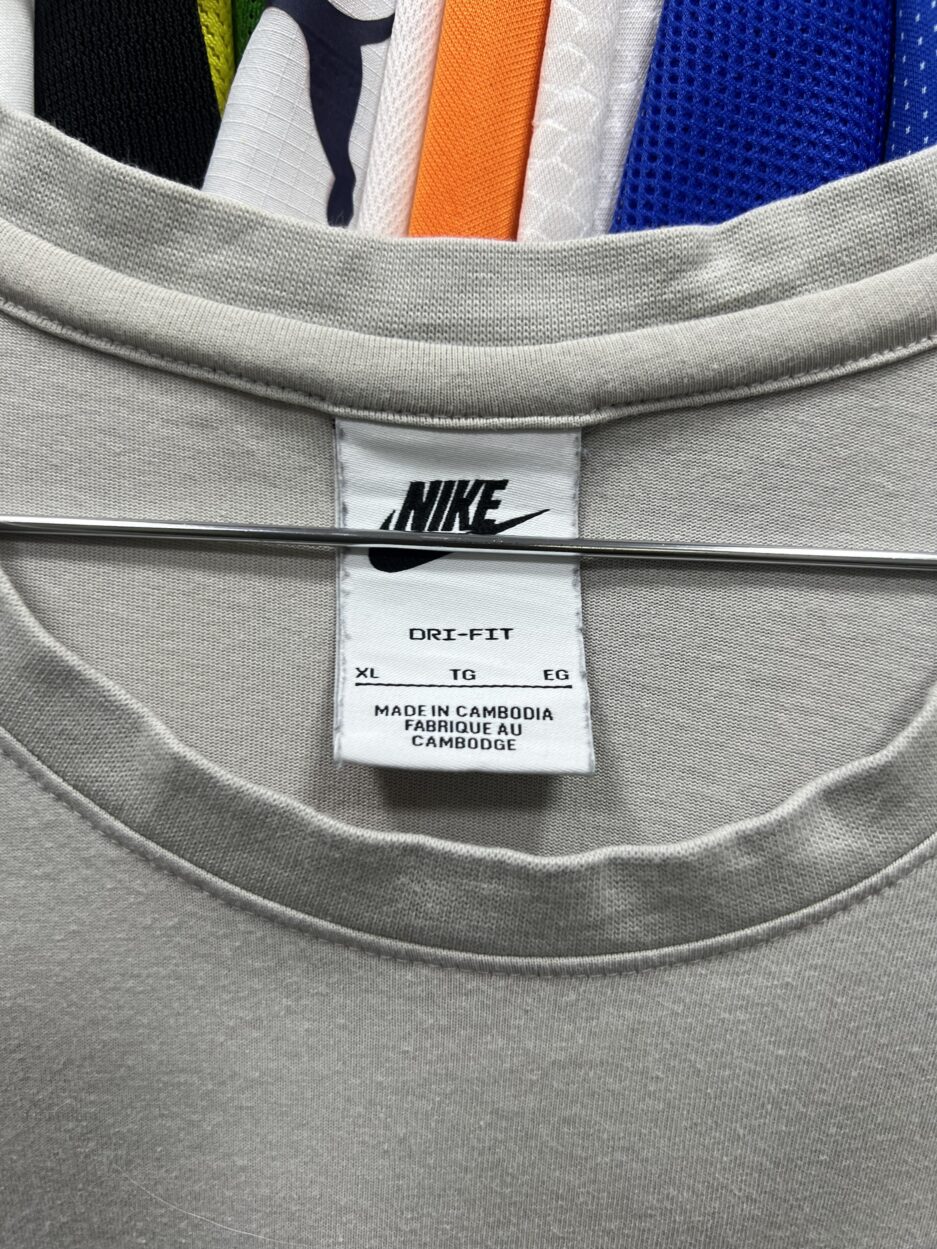 NIKE
DRI-FIT
XL TG EG
MADE IN CAMBODIA
FABRIQUE AU
CAMBODGE